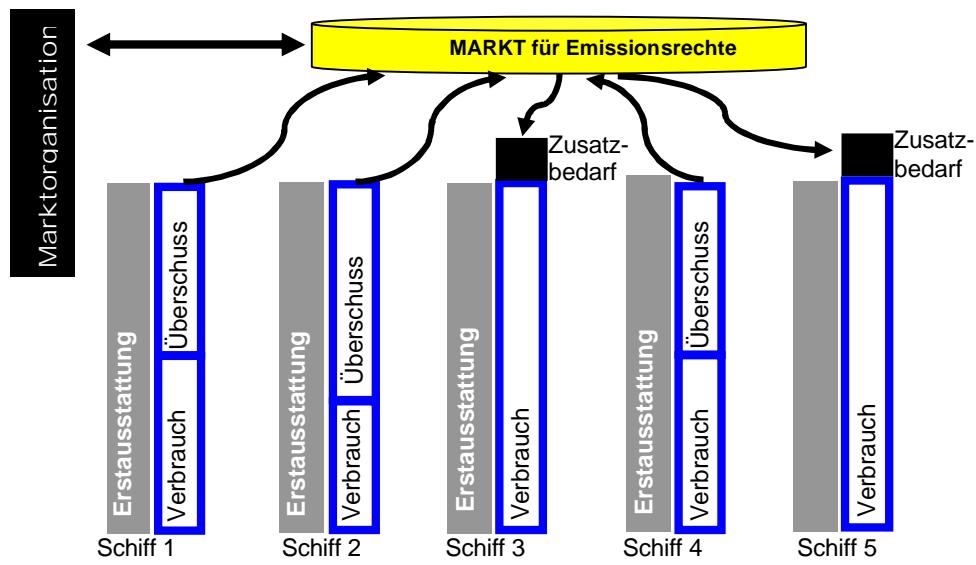 Marktorganisation
MARKT für Emissionsrechte
Zusatz-
bedarf
Zusatz-
bedarf
Erstausstattung
Verbrauch
Überschuss
Erstausstattung
Verbrauch
Überschuss
Erstausstattung
Verbrauch
Erstausstattung
Verbrauch
Überschuss
Verbrauch
Schiff 1
Schiff 2
Schiff 3
Schiff 4
Schiff 5